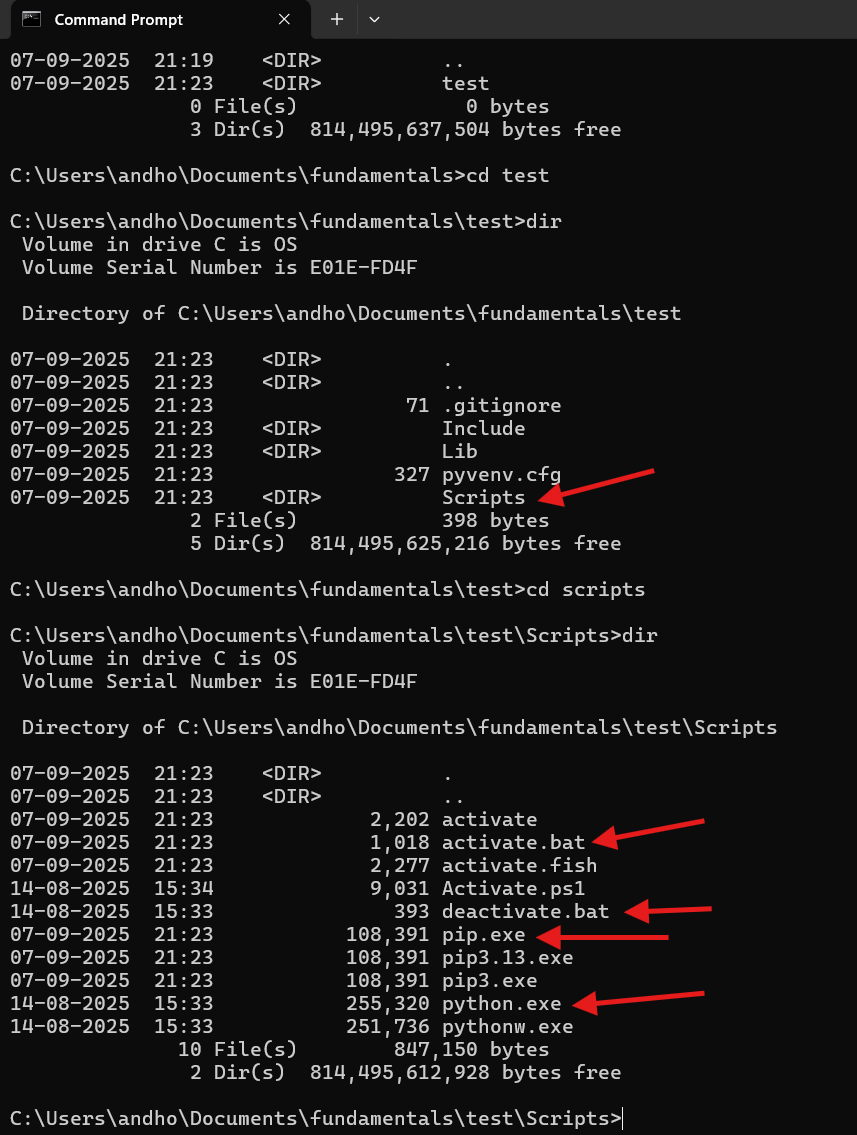 Command Prompt
07-09-2025  21:19    <DIR>          ..
07-09-2025  21:23    <DIR>          test
               0 File(s)              0 bytes
               3 Dir(s)  814,495,637,504 bytes free
C:\Users\andho\Documents\fundamentals>cd test
C:\Users\andho\Documents\fundamentals\test>dir
 Volume in drive C is OS
 Volume Serial Number is E01E-FD4F
 Directory of C:\Users\andho\Documents\fundamentals\test
07-09-2025  21:23    <DIR>          .
07-09-2025  21:23    <DIR>          ..
07-09-2025  21:23                71 .gitignore
07-09-2025  21:23    <DIR>          Include
07-09-2025  21:23    <DIR>          Lib
07-09-2025  21:23               327 pyvenv.cfg
07-09-2025  21:23    <DIR>          Scripts
               2 File(s)            398 bytes
               5 Dir(s)  814,495,625,216 bytes free
C:\Users\andho\Documents\fundamentals\test>cd scripts
C:\Users\andho\Documents\fundamentals\test\Scripts>dir
 Volume in drive C is OS
 Volume Serial Number is E01E-FD4F
 Directory of C:\Users\andho\Documents\fundamentals\test\Scripts
07-09-2025  21:23    <DIR>          .
07-09-2025  21:23    <DIR>          ..
07-09-2025  21:23             2,202 activate
07-09-2025  21:23             1,018 activate.bat
07-09-2025  21:23             2,277 activate.fish
14-08-2025  15:34             9,031 Activate.ps1
14-08-2025  15:33               393 deactivate.bat
07-09-2025  21:23           108,391 pip.exe
07-09-2025  21:23           108,391 pip3.13.exe
07-09-2025  21:23           108,391 pip3.exe
14-08-2025  15:33           255,320 python.exe
14-08-2025  15:33           251,736 pythonw.exe
              10 File(s)        847,150 bytes
               2 Dir(s)  814,495,612,928 bytes free
C:\Users\andho\Documents\fundamentals\test\Scripts>